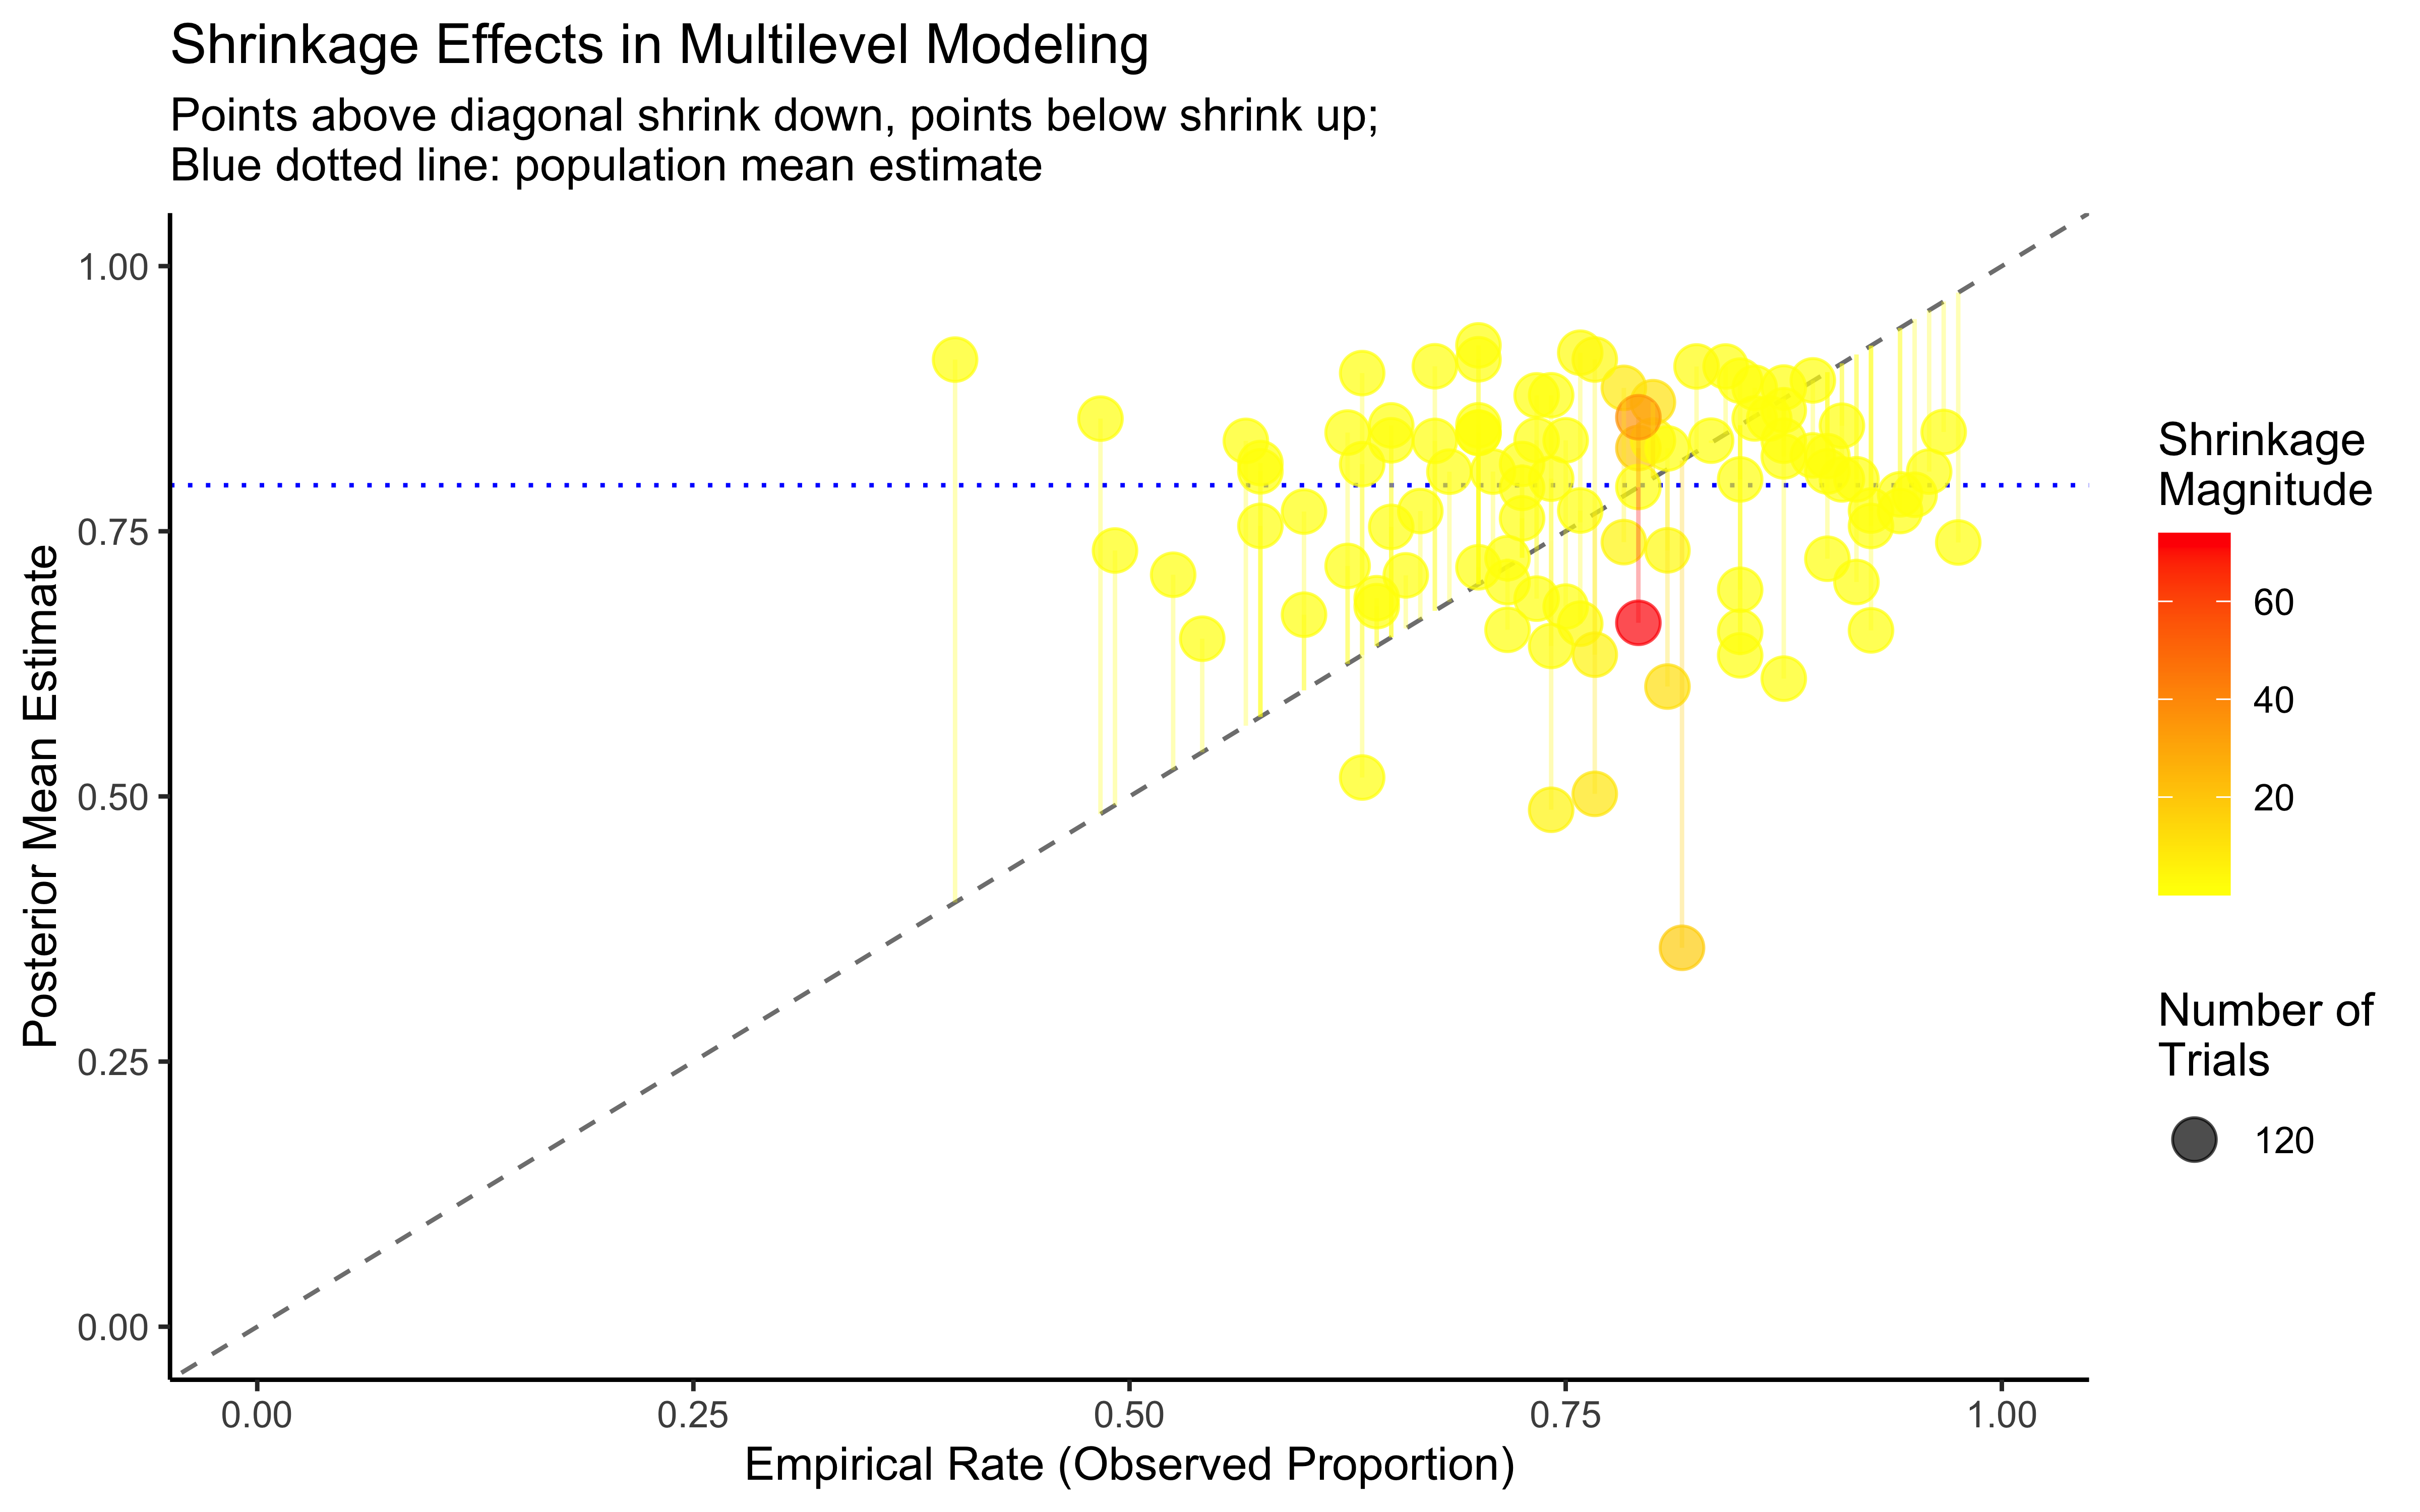 Shrinkage Effects in Multilevel Modeling
Points above diagonal shrink down, points below shrink up;
Blue dotted line: population mean estimate
Posterior Mean Estimate
1.00
0.75
0.50
0.25
0.00
0.00
0.25
0.50
0.75
1.00
Empirical Rate (Observed Proportion)
Shrinkage
Magnitude
60
40
20
Number of
Trials
120